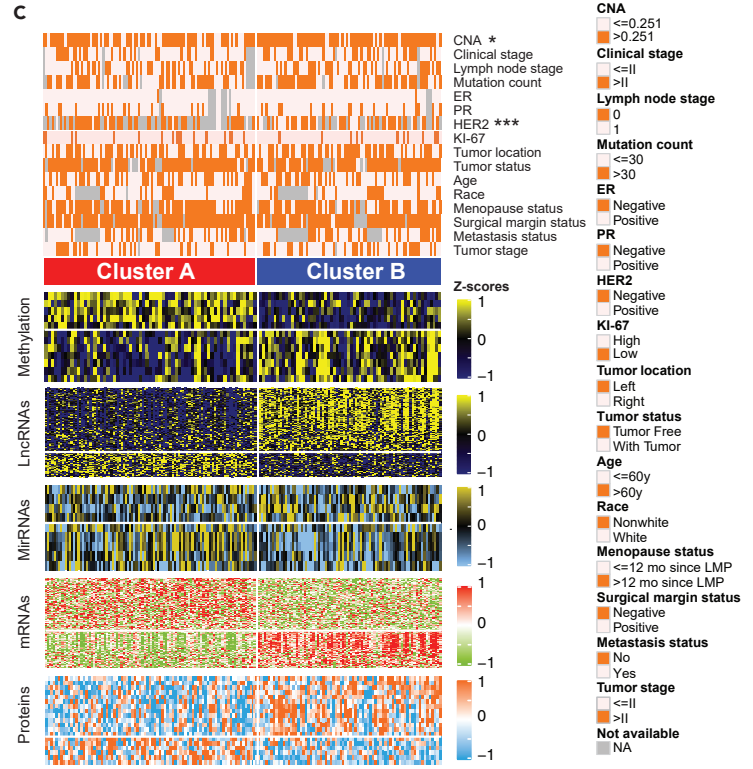 C
CNA *
Clinical stage
Lymph node stage
Mutation count
ER
PR
HER2 ***
KI-67
Tumor location
Tumor status
Age
Race
Menopause status
Surgical margin status
Metastasis status
Tumor stage
Cluster A
Cluster B
Z-scores
Methylation
1
0
−1
LncRNAs
1
0
−1
MirRNAs
1
0
−1
mRNAs
1
0
−1
Proteins
1
0
−1
CNA
<=0.251
>0.251
Clinical stage
<=II
>II
Lymph node stage
0
1
Mutation count
<=30
>30
ER
Negative
Positive
PR
Negative
Positive
HER2
Negative
Positive
KI-67
High
Low
Tumor location
Left
Right
Tumor status
Tumor Free
With Tumor
Age
<=60y
>60y
Race
Nonwhite
White
Menopause status
<=12 mo since LMP
>12 mo since LMP
Surgical margin status
Negative
Positive
Metastasis status
No
Yes
Tumor stage
<=II
>II
Not available
NA